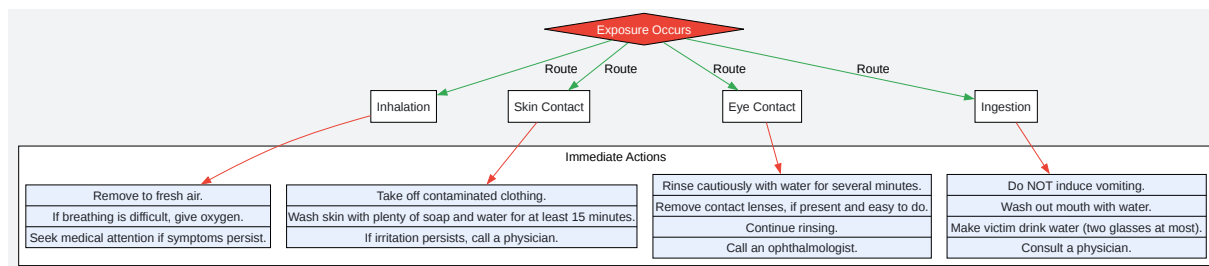 Exposure Occurs
Route
Route
Route
Route
Inhalation
Skin Contact
Eye Contact
Ingestion
Immediate Actions
Remove to fresh air.
If breathing is difficult, give oxygen.
Seek medical attention if symptoms persist.
Take off contaminated clothing.
Wash skin with plenty of soap and water for at least 15 minutes.
If irritation persists, call a physician.
Rinse cautiously with water for several minutes.
Remove contact lenses, if present and easy to do.
Continue rinsing.
Call an ophthalmologist.
Do NOT induce vomiting.
Wash out mouth with water.
Make victim drink water (two glasses at most).
Consult a physician.